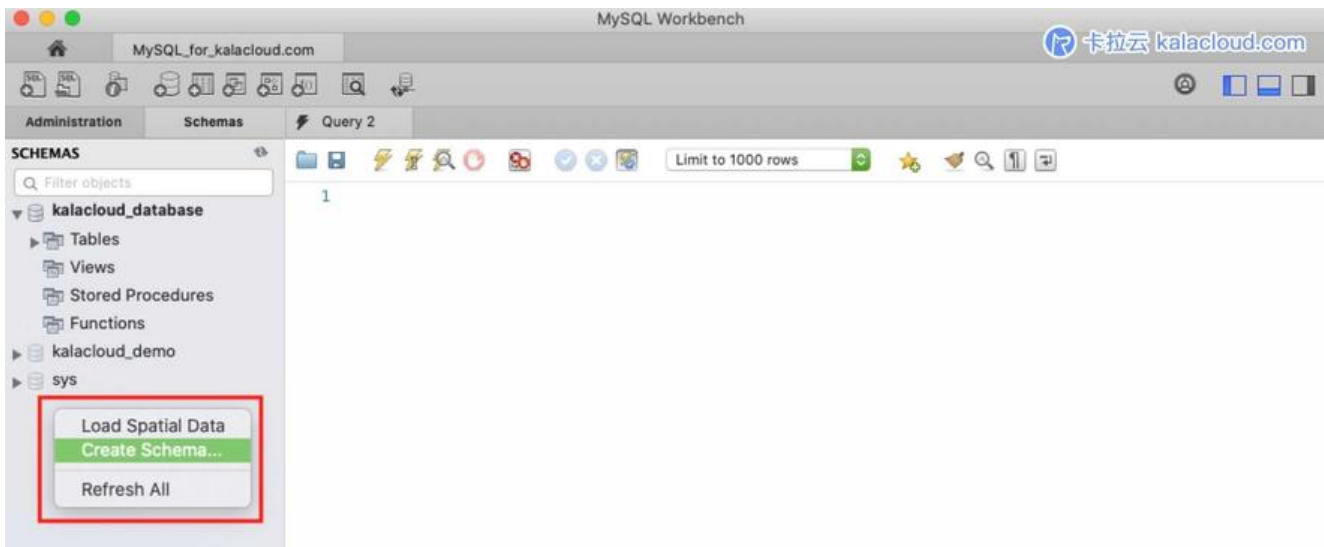 MySQL Workbench
MySQL_for_kalacloud.com
卡拉云 kalacloud.com
Administration Schemas Query 2
SCHEMAS
Limit to 1000 rows
Filter objects
1
kalacloud_database
Tables
Views
Stored Procedures
Functions
kalacloud_demo
sys
Load Spatial Data
Create Schema...
Refresh All